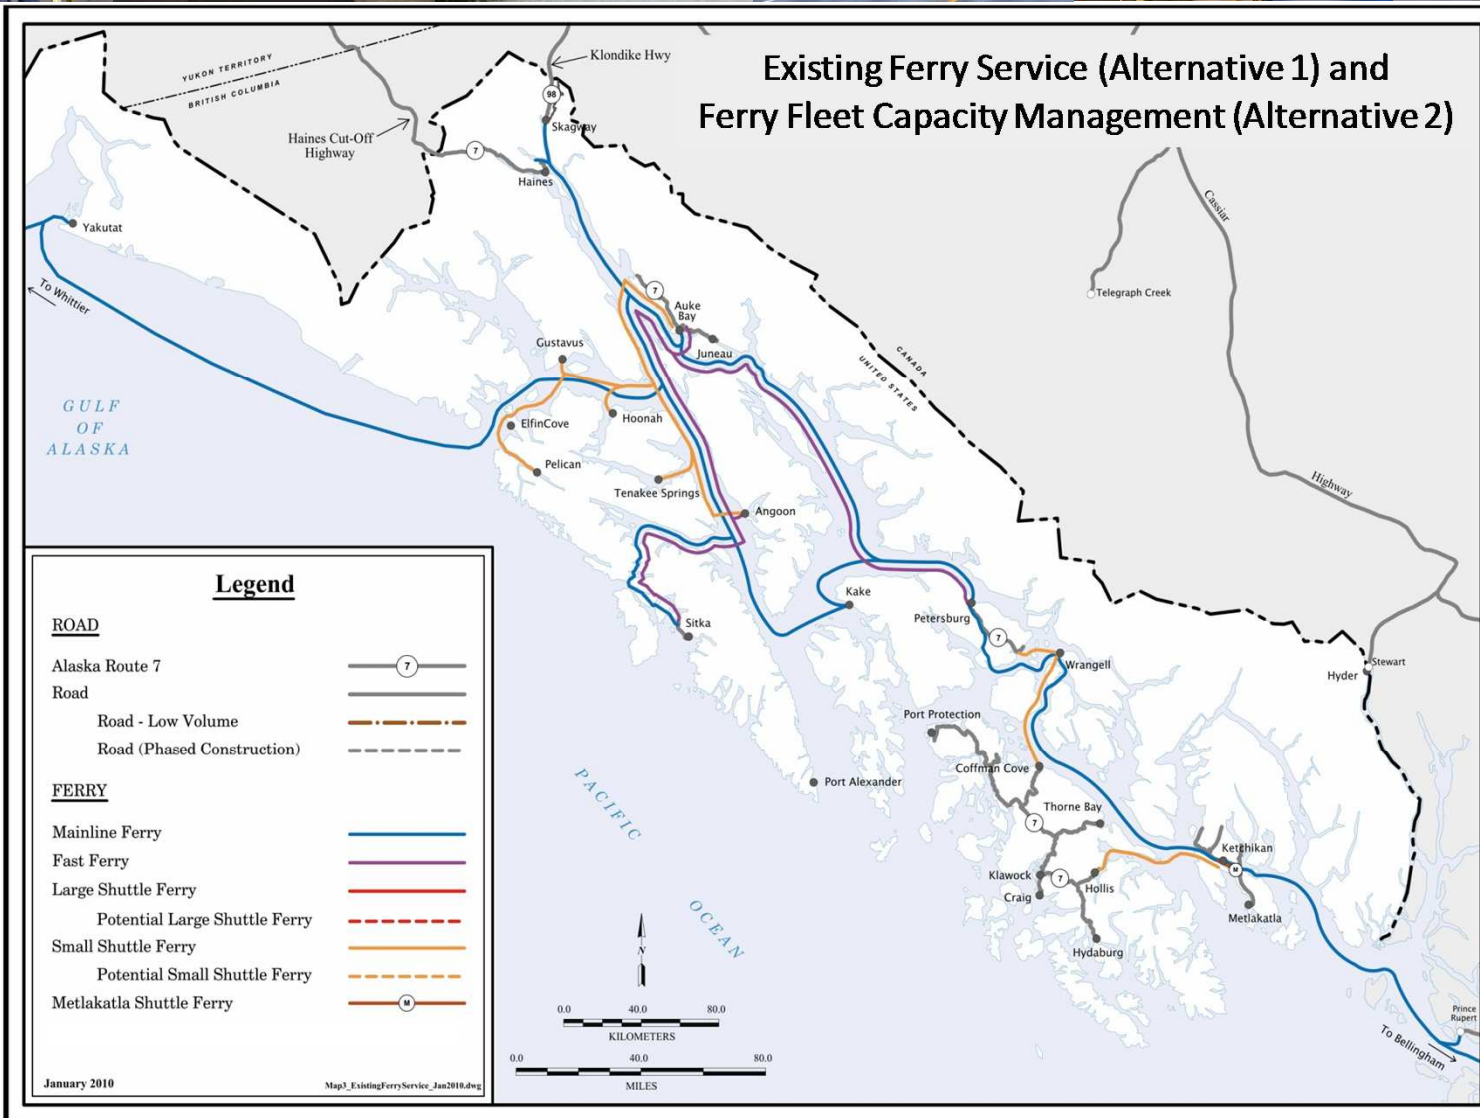 Existing Ferry Service (Alternative 1) and
Ferry Fleet Capacity Management (Alternative 2)
Klondike Hwy
YUKON TERRITORY
BRITISH COLUMBIA
98
Skagway
Haines Cut-Off
Highway
7
Haines
Cassiar
Yakutat
To Whittier
Telegraph Creek
7
Auke
Bay
Juneau
CANADA
UNITED STATES
Gustavus
GULF
OF
ALASKA
ElfinCove
Hoonah
Pelican
Tenakee Springs
Highway
Angoon
Kake
Petersburg
Sitka
7
Wrangell
Stewart
Hyder
Port Protection
Coffman Cove
Port Alexander
PACIFIC
OCEAN
Thorne Bay
7
Ketchikan
M
Klawock
7
Hollis
Craig
Metlakatla
Hydaburg
N
Prince
Rupert
To Bellingham
0.0 40.0 80.0
KILOMETERS
0.0 40.0 80.0
MILES
Legend
ROAD
Alaska Route 7
7
Road
Road - Low Volume
Road (Phased Construction)
FERRY
Mainline Ferry
Fast Ferry
Large Shuttle Ferry
Potential Large Shuttle Ferry
Small Shuttle Ferry
Potential Small Shuttle Ferry
Metlakatla Shuttle Ferry
M
January 2010
Map3_ExistingFerryService_Jan2010.dwg